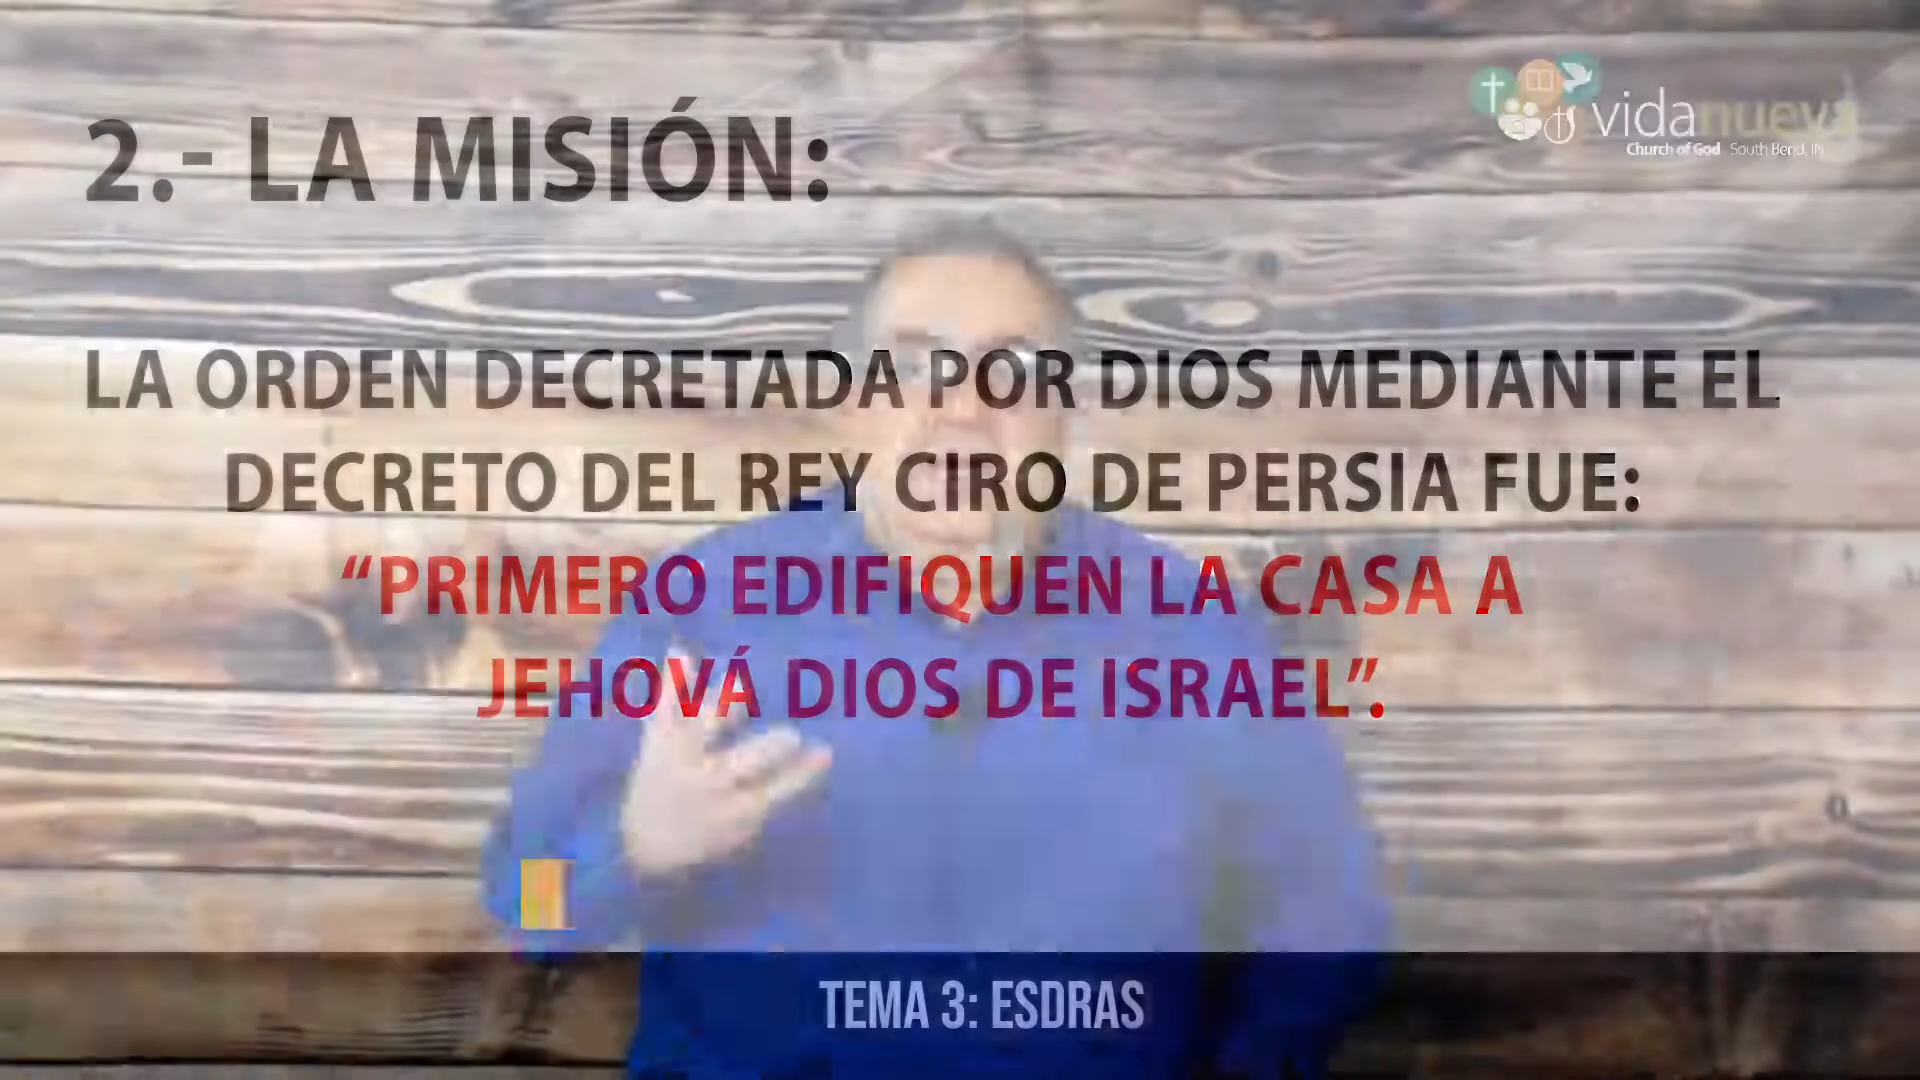 vidanueva
Church of God South Bend, IN
2.- LA MISIÓN:
LA ORDEN DECRETADA POR DIOS MEDIANTE EL
DECRETO DEL REY CIRO DE PERSIA FUE:
“PRIMERO EDIFIQUEN LA CASA A
JEHOVÁ DIOS DE ISRAEL”.
TEMA 3: ESDRAS